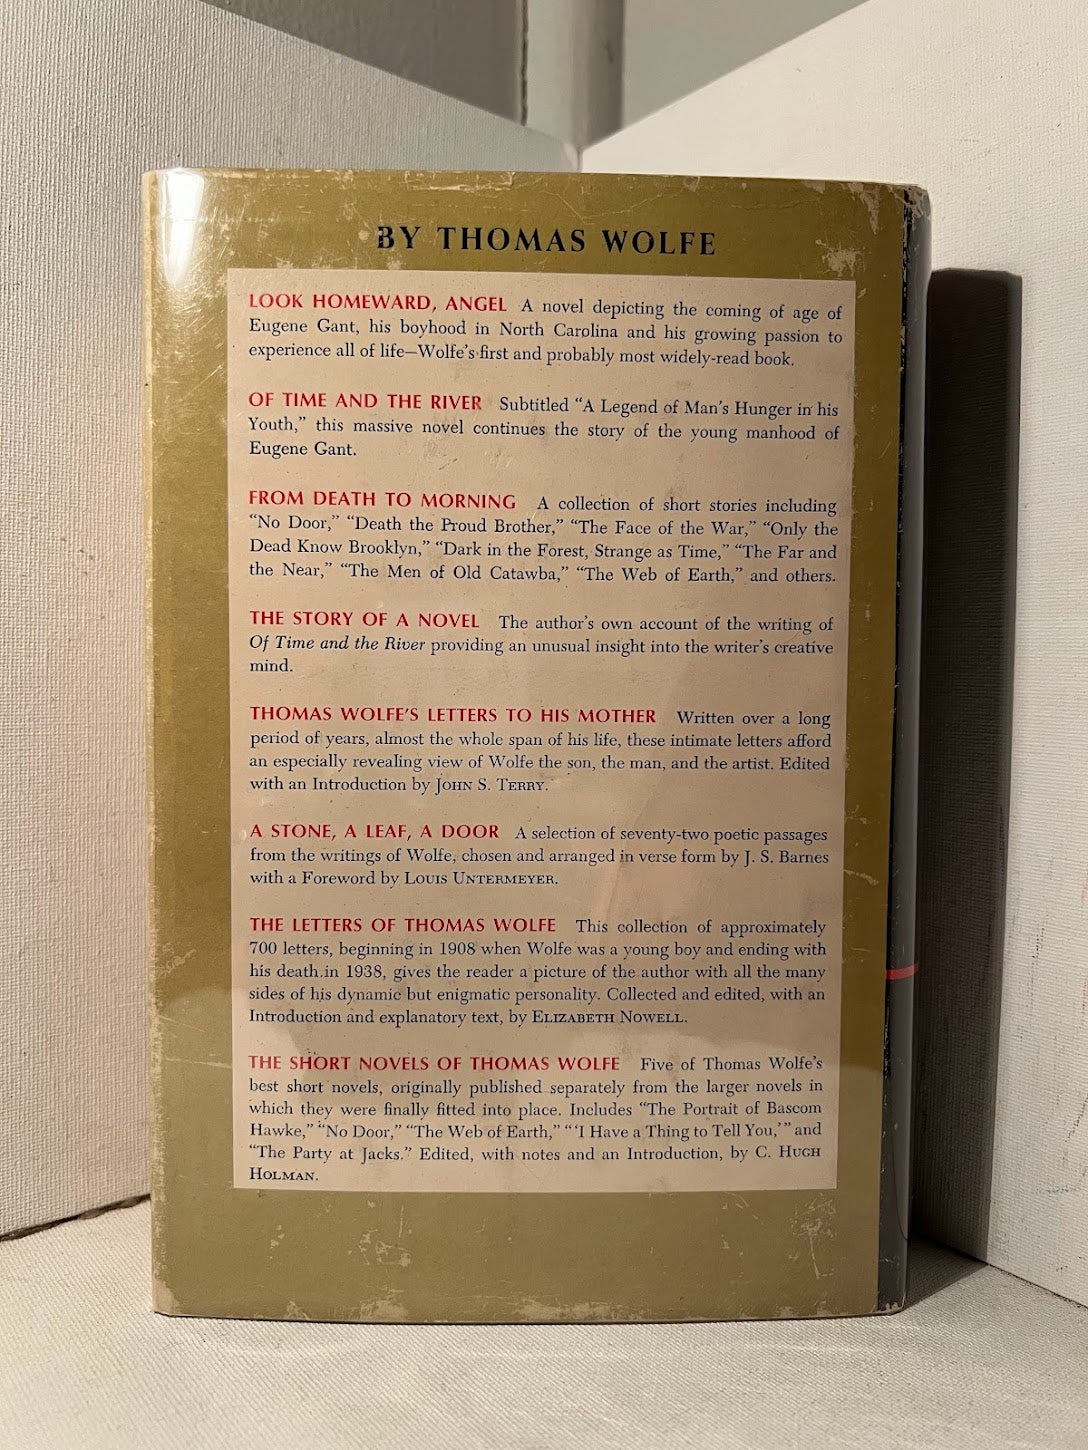 BY THOMAS WOLFE
LOOK HOMEWARD, ANGEL A novel depicting the coming of age of
Eugene Gant, his boyhood in North Carolina and his growing passion to
experience all of life—Wolfe's first and probably most widely-read book.
OF TIME AND THE RIVER Subtitled “A Legend of Man's Hunger in his
Youth,” this massive novel continues the story of the young manhood of
Eugene Gant.
FROM DEATH TO MORNING A collection of short stories including
“No Door,” “Death the Proud Brother,” “The Face of the War,” “Only the
Dead Know Brooklyn,” “Dark in the Forest, Strange as Time,” “The Far and
the Near,” “The Men of Old Catawba,” “The Web of Earth,” and others.
THE STORY OF A NOVEL The author's own account of the writing of
Of Time and the River providing an unusual insight into the writer's creative
mind.
THOMAS WOLFE'S LETTERS TO HIS MOTHER Written over a long
period of years, almost the whole span of his life, these intimate letters afford
an especially revealing view of Wolfe the son, the man, and the artist. Edited
with an Introduction by JOHN S. TERRY.
A STONE, A LEAF, A DOOR A selection of seventy-two poetic passages
from the writings of Wolfe, chosen and arranged in verse form by J. S. Barnes
with a Foreword by LOUIS UNTERMEYER.
THE LETTERS OF THOMAS WOLFE This collection of approximately
700 letters, beginning in 1908 when Wolfe was a young boy and ending with
his death in 1938, gives the reader a picture of the author with all the many
sides of his dynamic but enigmatic personality. Collected and edited, with an
Introduction and explanatory text, by ELIZABETH NOWELL.
THE SHORT NOVELS OF THOMAS WOLFE Five of Thomas Wolfe's
best short novels, originally published separately from the larger novels in
which they were finally fitted into place. Includes “The Portrait of Bascom
Hawke,” “No Door,” “The Web of Earth,” “‘I Have a Thing to Tell You,’” and
“The Party at Jacks.” Edited, with notes and an Introduction, by C. HUGH
HOLMAN.